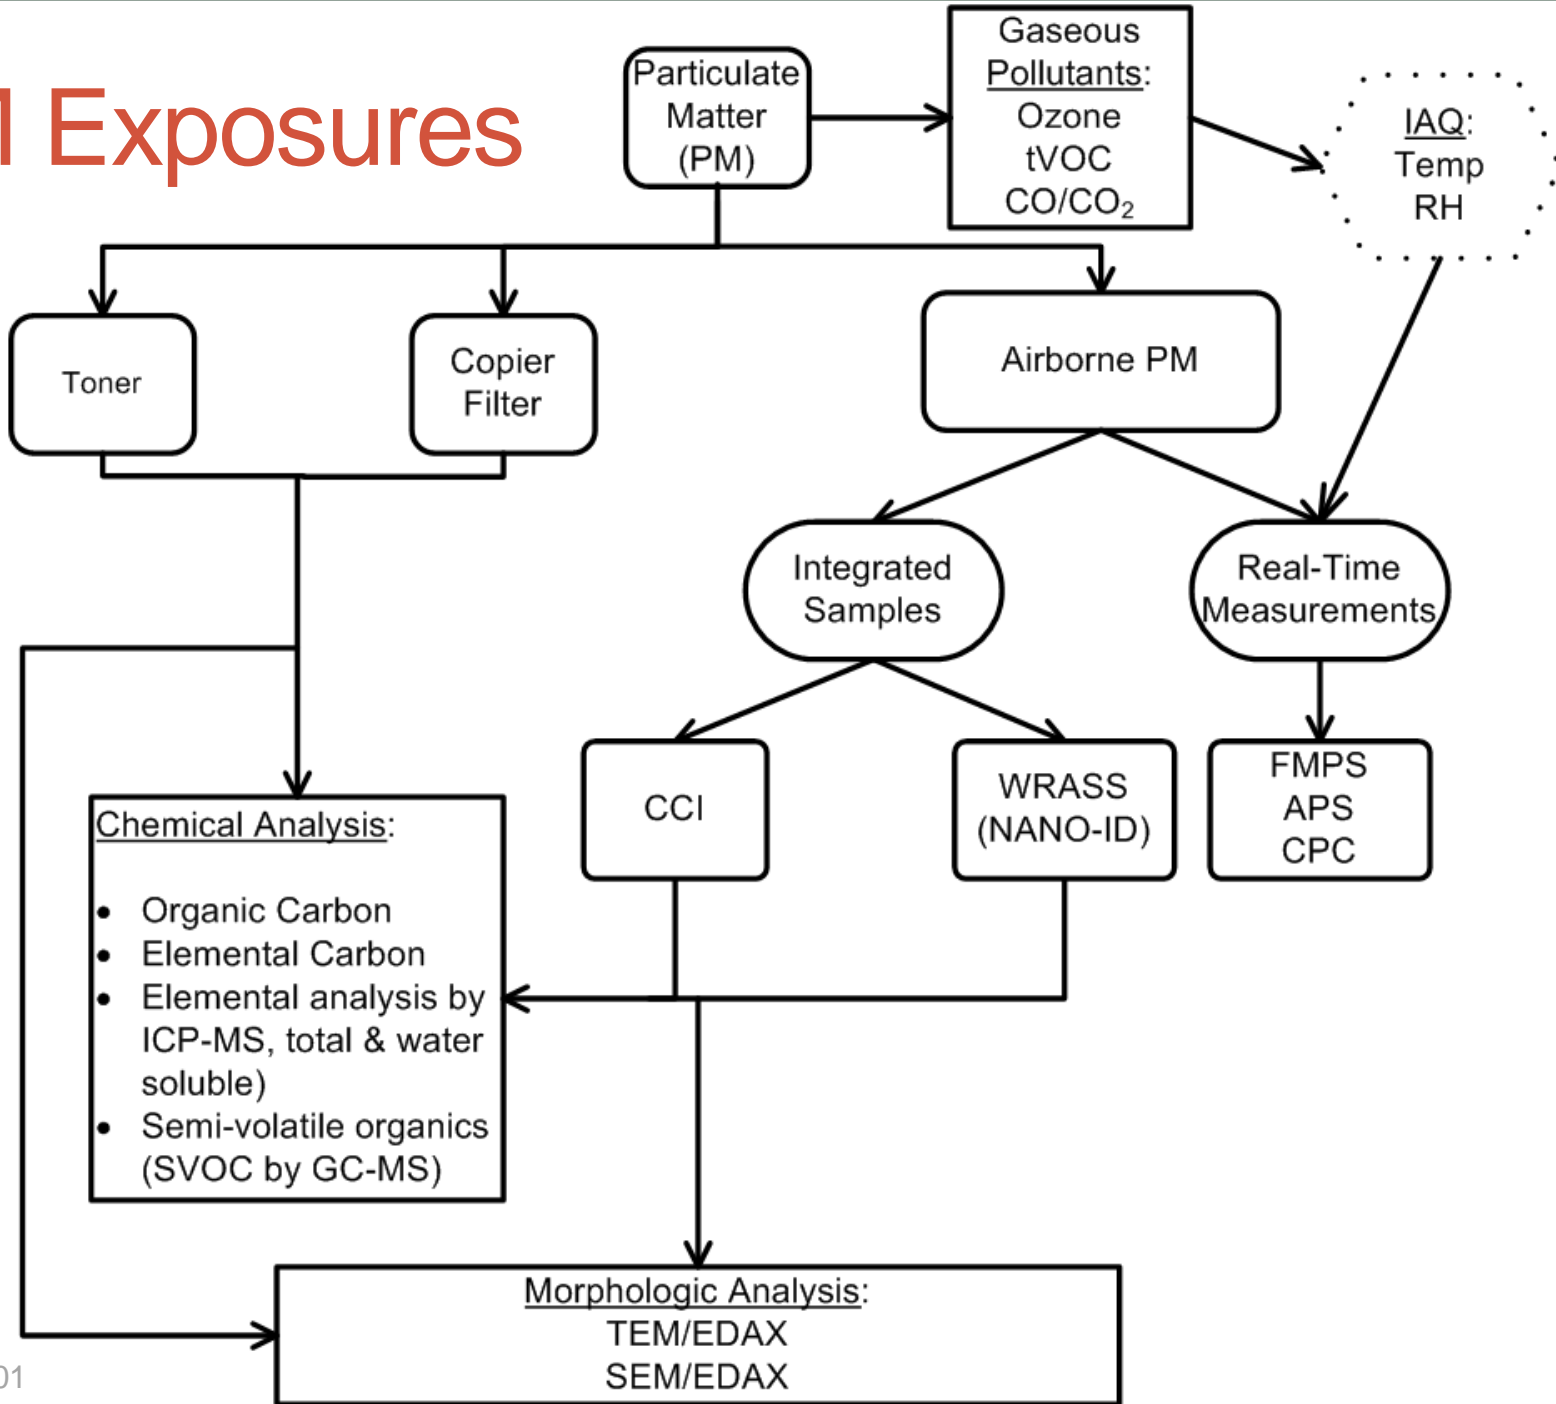 Exposures
Particulate
Matter
(PM)
Gaseous
Pollutants:
Ozone
tVOC
CO/CO₂
IAQ:
Temp
RH
Toner
Copier
Filter
Airborne PM
Integrated
Samples
Real-Time
Measurements
CCI
WRASS
(NANO-ID)
FMPS
APS
CPC
Chemical Analysis:
• Organic Carbon
• Elemental Carbon
• Elemental analysis by
ICP-MS, total & water
soluble)
• Semi-volatile organics
(SVOC by GC-MS)
Morphologic Analysis:
TEM/EDAX
SEM/EDAX
01